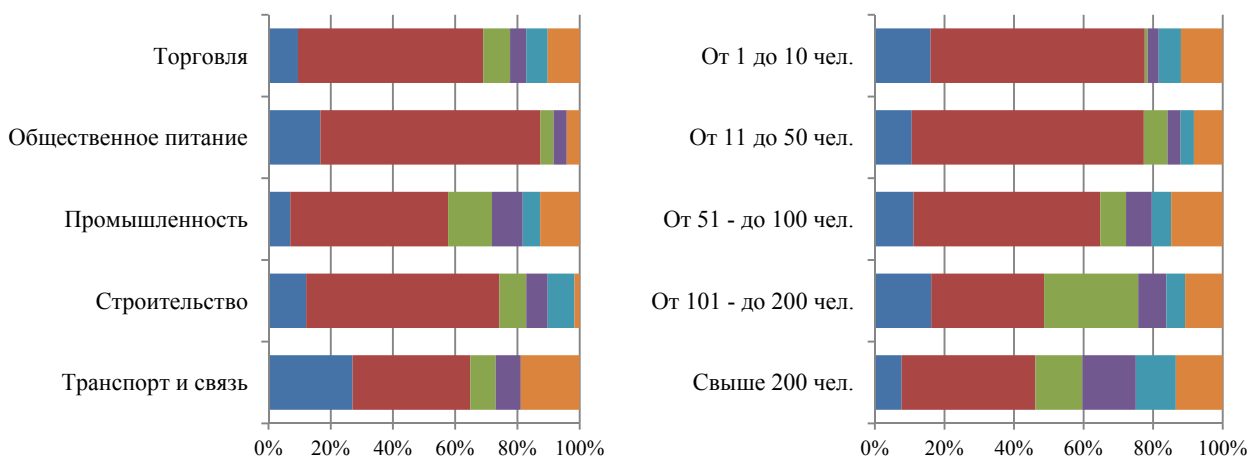 Торговля
Общественное питание
Промышленность
Строительство
Транспорт и связь
0% 20% 40% 60% 80% 100%
От 1 до 10 чел.
От 11 до 50 чел.
От 51 - до 100 чел.
От 101 - до 200 чел.
Свыше 200 чел.
0% 20% 40% 60% 80% 100%